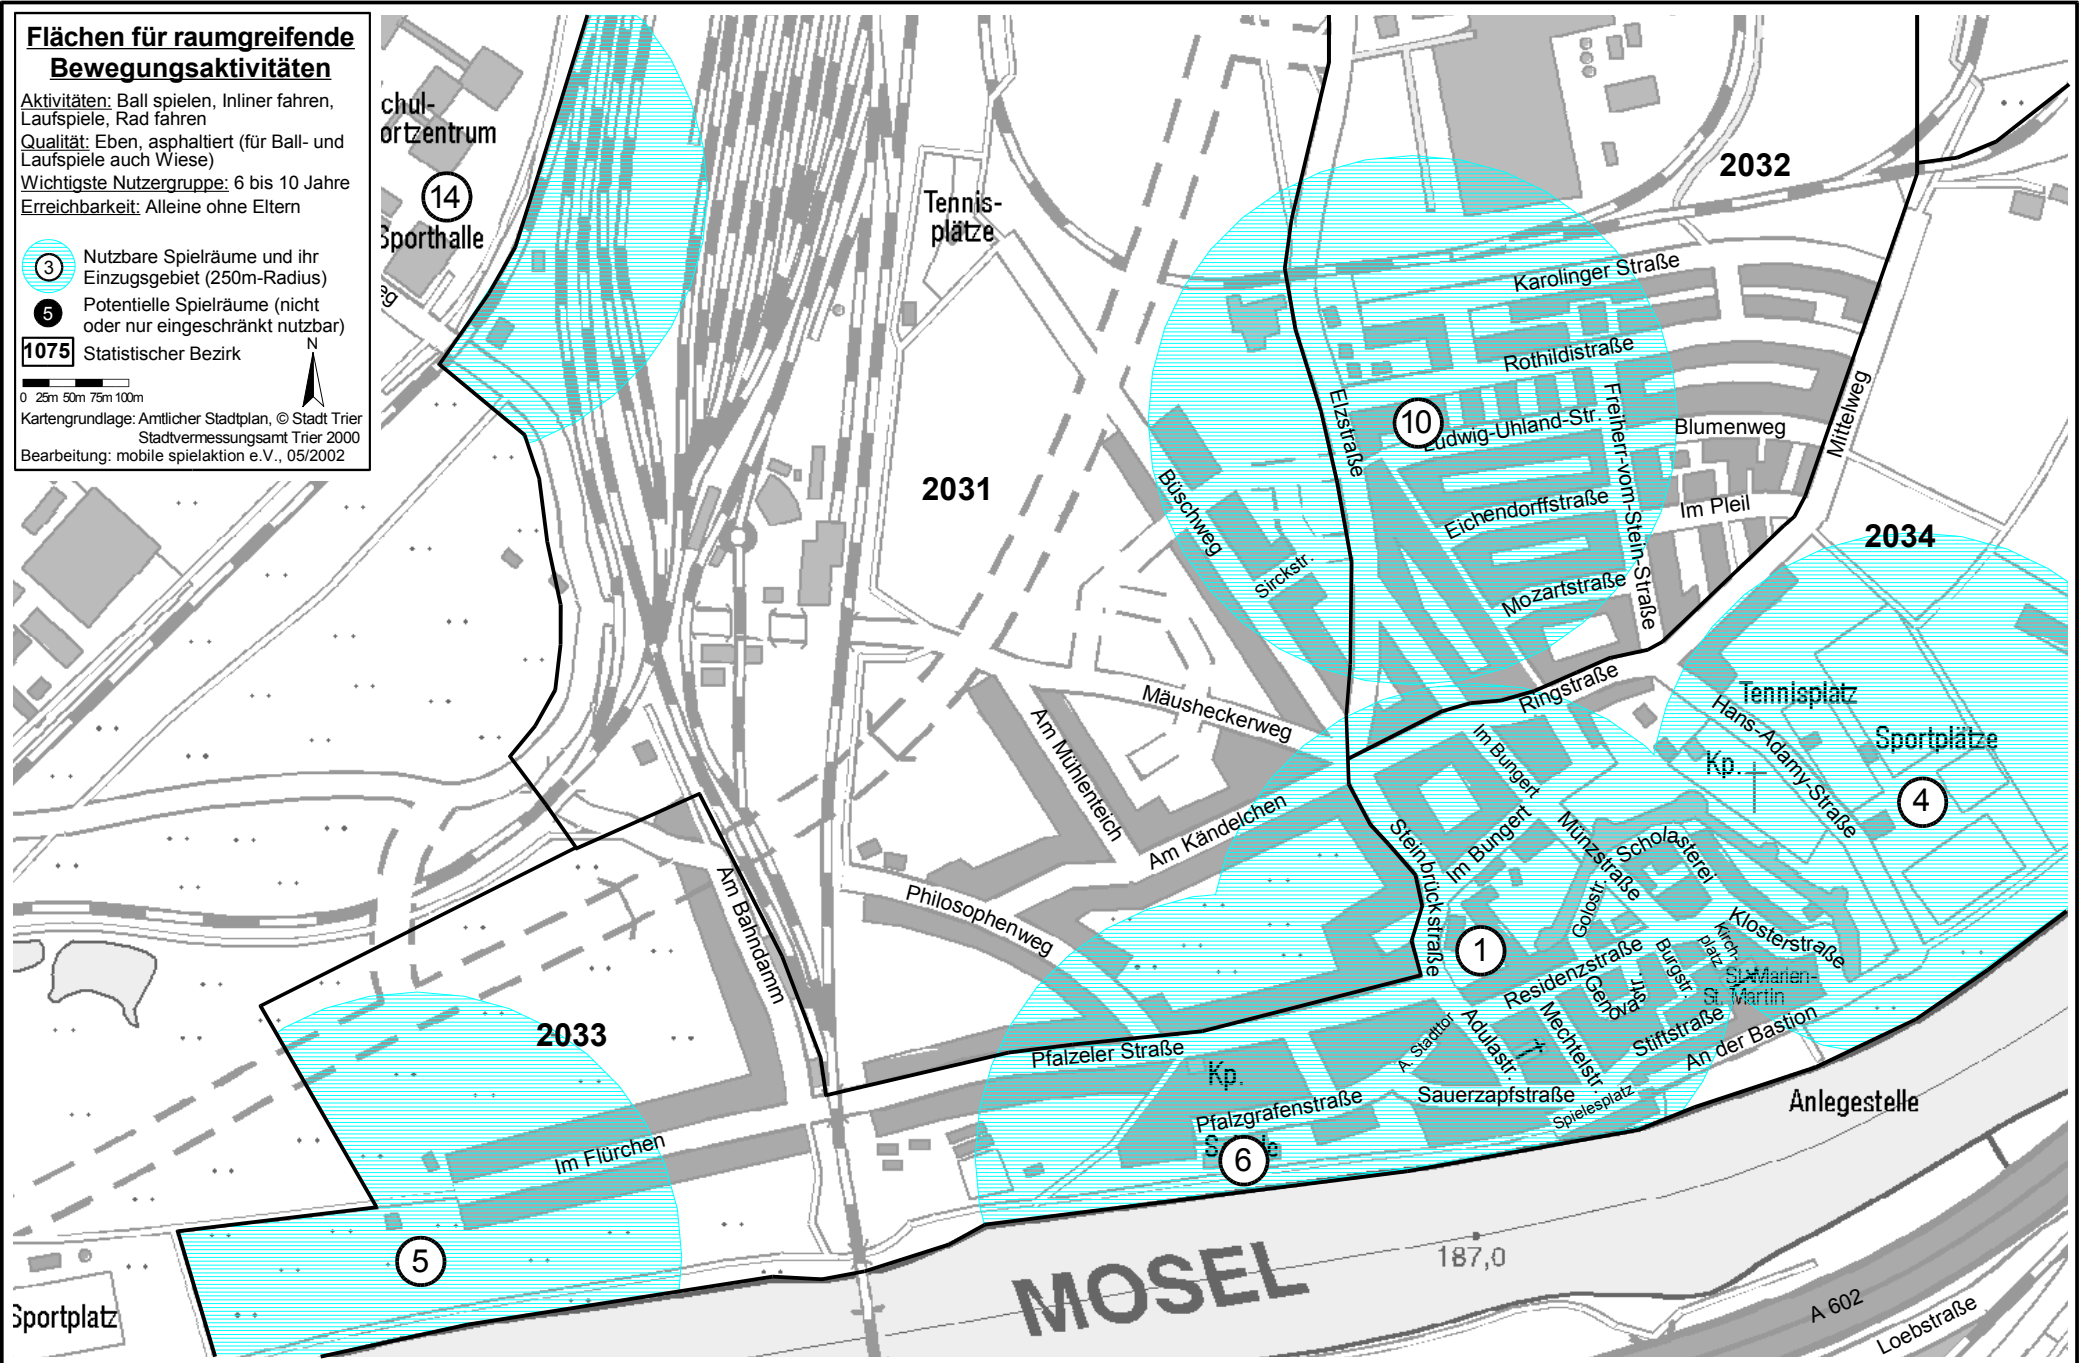 Flächen für raumgreifende
Bewegungsaktivitäten
Aktivitäten: Ball spielen, Inliner fahren,
Laufspiele, Rad fahren
Qualität: Eben, asphaltiert (für Ball- und
Laufspiele auch Wiese)
Wichtigste Nutzergruppe: 6 bis 10 Jahre
Erreichbarkeit: Alleine ohne Eltern
3
Nutzbare Spielräume und ihr
Einzugsgebiet (250m-Radius)
5
Potentielle Spielräume (nicht
oder nur eingeschränkt nutzbar)
1075 Statistischer Bezirk
N
0 25m 50m 75m 100m
Kartengrundlage: Amtlicher Stadtplan, © Stadt Trier
Stadtvermessungsamt Trier 2000
Bearbeitung: mobile spielaktion e.V., 05/2002
chul-
ortzentrum
14
Sporthalle
eg
Tennis-
plätze
2032
Karolinger Straße
Rothildistraße
Elzstraße
10
Ludwig-Uhland-Str.
Freiherr-vom-Stein-Straße
Blumenweg
Mittelweg
2031
Büschweg
Sirckstr.
Eichendorffstraße
Im Pleil
Mozartstraße
2034
Ringstraße
Tennisplatz
Hans-Adamy-Straße
Sportplätze
Kp.
4
Mäusheckerweg
Am Mühlenteich
Am Kändelchen
Im Bungert
Im Bungert
Steinbrückstraße
Münzstraße
Scholasterei
Golostr.
Klosterstraße
Kirch-
platz
Philosophenweg
Am Bahndamm
1
Residenzstraße
Genovastr.
Burgstr.
St. Marien-
St. Martin
Stiftstraße
An der Bastion
A. Stadttor
Adulastr.
Mechtelstr.
2033
Pfalzeler Straße
Kp.
Pfalzgrafenstraße
Sauerzapfstraße
Spielesplatz
Anlegestelle
Im Flürchen
6
5
Sportplatz
MOSEL
187,0
A 602
Loebstraße